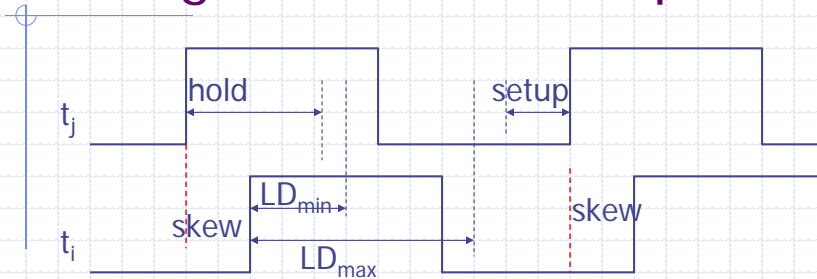 hold
setup
t_j
LD_min
skew
skew
t_i
LD_max